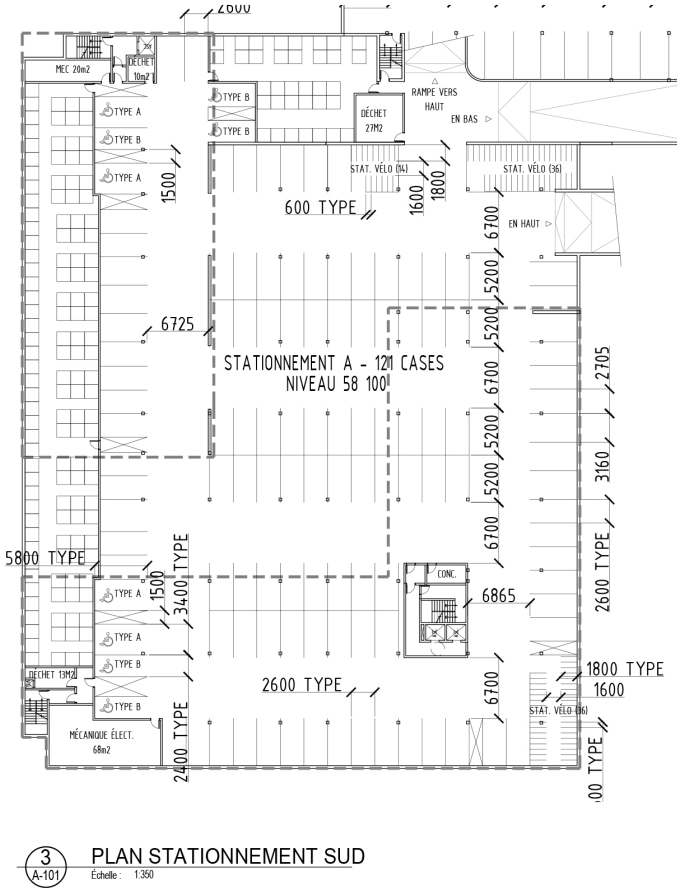 2600
MEC 20m2
DÉCHET
10m2
TYPE A
TYPE B
TYPE A
TYPE B
TYPE B
1500
DÉCHET
27M2
RAMPE VERS
HAUT
EN BAS
STAT. VÉLO (14)
STAT. VÉLO (36)
600 TYPE
1600
1800
6700
EN HAUT
5200
5200
6725
STATIONNEMENT A - 121 CASES
NIVEAU 58 100
6700
2705
5200
3160
5200
6700
5800 TYPE
1500
3400 TYPE
2600 TYPE
CONC.
6865
TYPE A
TYPE A
TYPE B
TYPE B
DÉCHET 13M2
2600 TYPE
6700
1800 TYPE
1600
STAT. VÉLO (36)
MÉCANIQUE ÉLECT.
68m2
2400 TYPE
00 TYPE
3
A-101
PLAN STATIONNEMENT SUD
Échelle : 1:350